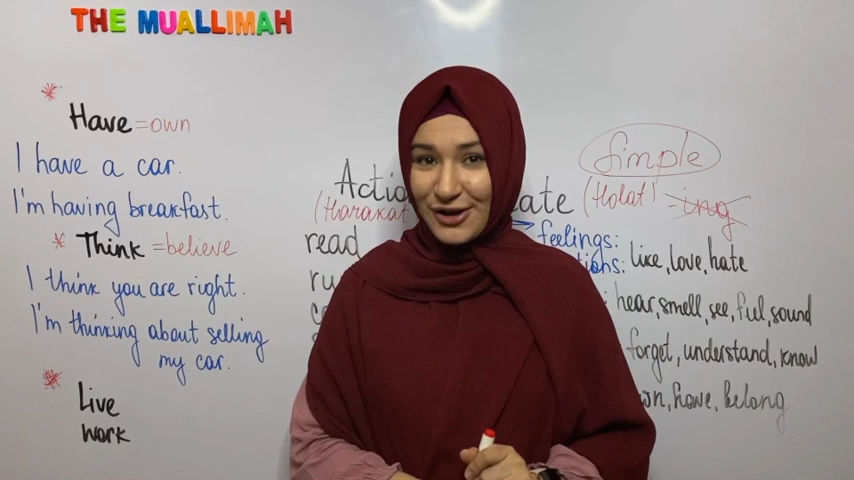 THE MUALLIMAH
* Have = own
I have a car.
I'm having breakfast.
* Think = believe
I think you are right.
I'm thinking about selling
my car.
* Live
work
(Harakat
read
Simple
(Holat) = ing
feelings:
like, love, hate
hear, smell, see, feel, sound
forget, understand, know
have, belong